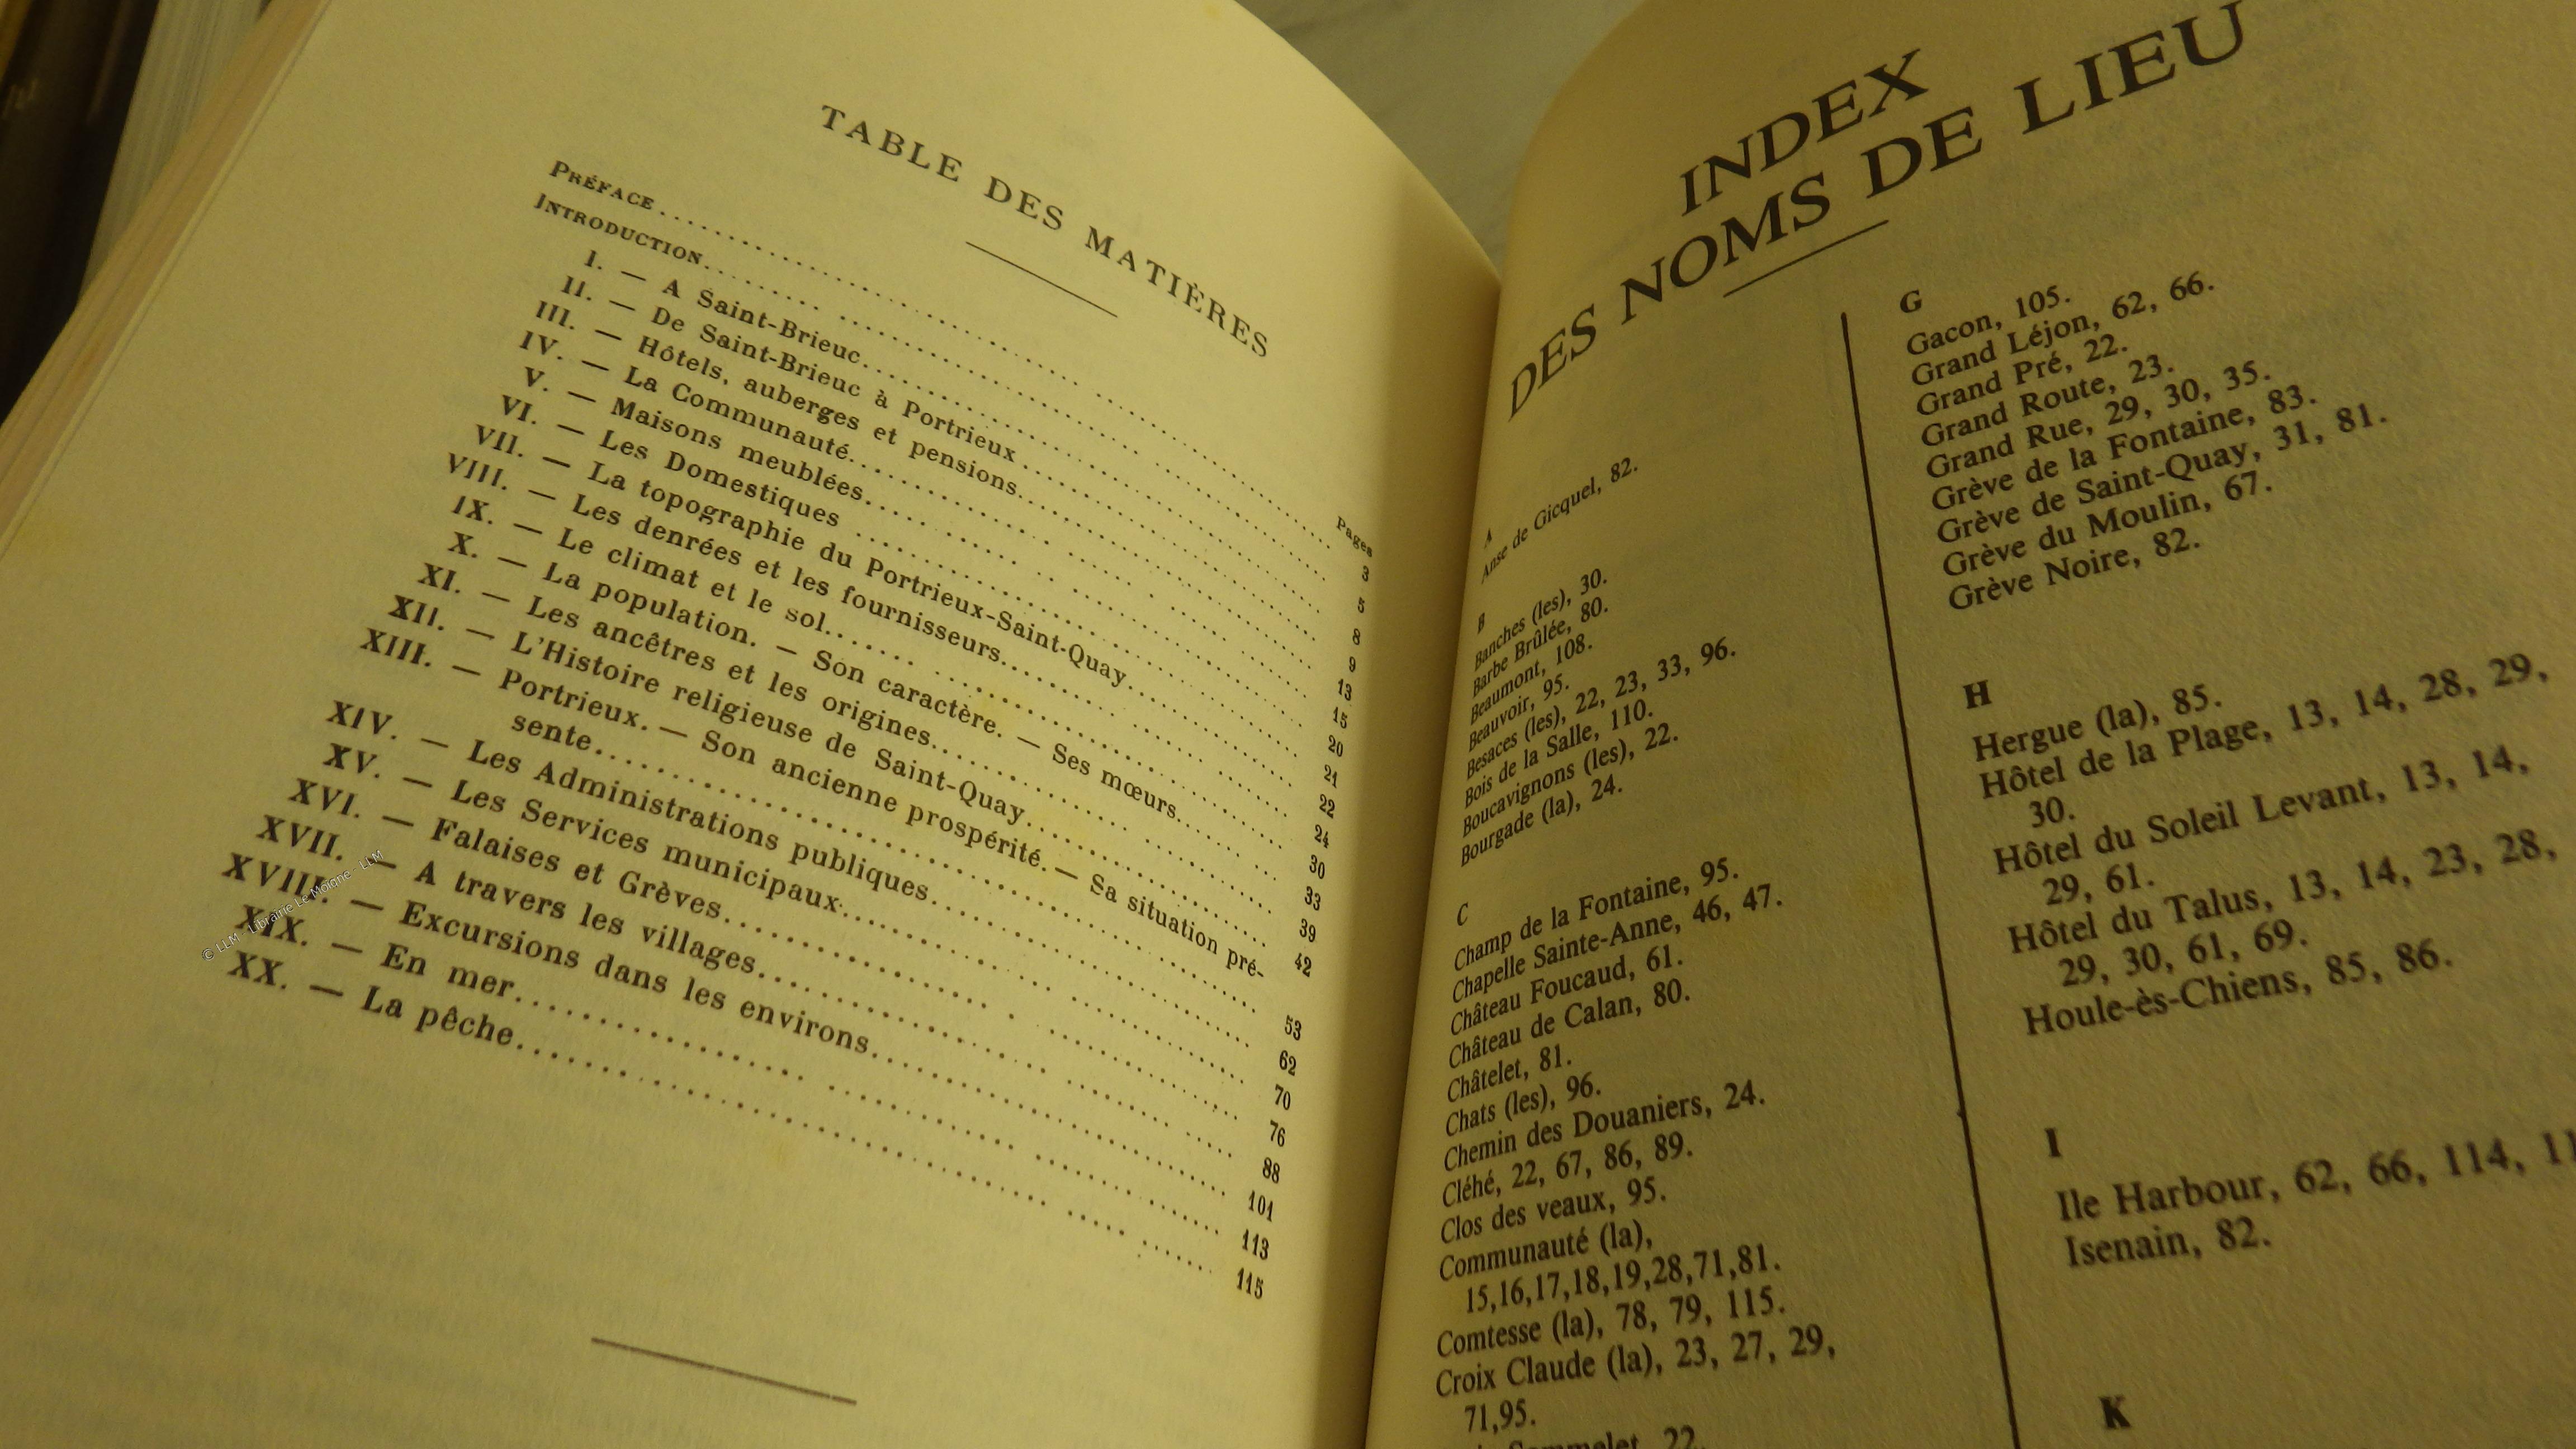 TABLE DES MATIÈRES
Pages
PRÉFACE 3
INTRODUCTION 5
I. — A Saint-Brieuc 8
II. — De Saint-Brieuc à Portrieux 9
III. — Hôtels, auberges et pensions 13
IV. — La Communauté 15
V. — Maisons meublées 20
VI. — Les Domestiques 21
VII. — La topographie du Portrieux-Saint-Quay 22
VIII. — Les denrées et les fournisseurs 24
IX. — Le climat et le sol 30
X. — La population. — Son caractère. — Ses mœurs 33
XI. — Les ancêtres et les origines 39
XII. — L'Histoire religieuse de Saint-Quay 42
XIII. — Portrieux. — Son ancienne prospérité. — Sa situation pré-
sente 53
XIV. — Les Administrations publiques 62
XV. — Les Services municipaux 70
XVI. — Falaises et Grèves 76
XVII. — A travers les villages 88
XVIII. — Excursions dans les environs 101
XIX. — En mer 113
XX. — La pêche 115
© LLM - Librairie Le Moigne - LLM
INDEX
DES NOMS DE LIEU
A
Anse de Gicquel, 82.
B
Banches (les), 30.
Barbe Brûlée, 80.
Beaumont, 108.
Beauvoir, 95.
Besaces (les), 22, 23, 33, 96.
Bois de la Salle, 110.
Boucavignons (les), 22.
Bourgade (la), 24.
C
Champ de la Fontaine, 95.
Chapelle Sainte-Anne, 46, 47.
Château Foucaud, 61.
Château de Calan, 80.
Châtelet, 81.
Chats (les), 96.
Chemin des Douaniers, 24.
Cléhé, 22, 67, 86, 89.
Clos des veaux, 95.
Communauté (la),
15,16,17,18,19,28,71,81.
Comtesse (la), 78, 79, 115.
Croix Claude (la), 23, 27, 29,
71,95.
22.
G
Gacon, 105.
Grand Léjon, 62, 66.
Grand Pré, 22.
Grand Route, 23.
Grand Rue, 29, 30, 35.
Grève de la Fontaine, 83.
Grève de Saint-Quay, 31, 81.
Grève du Moulin, 67.
Grève Noire, 82.
H
Hergue (la), 85.
Hôtel de la Plage, 13, 14, 28, 29,
30.
Hôtel du Soleil Levant, 13, 14,
29, 61.
Hôtel du Talus, 13, 14, 23, 28,
29, 30, 61, 69.
Houle-ès-Chiens, 85, 86.
I
Ile Harbour, 62, 66, 114,
Isenain, 82.
K